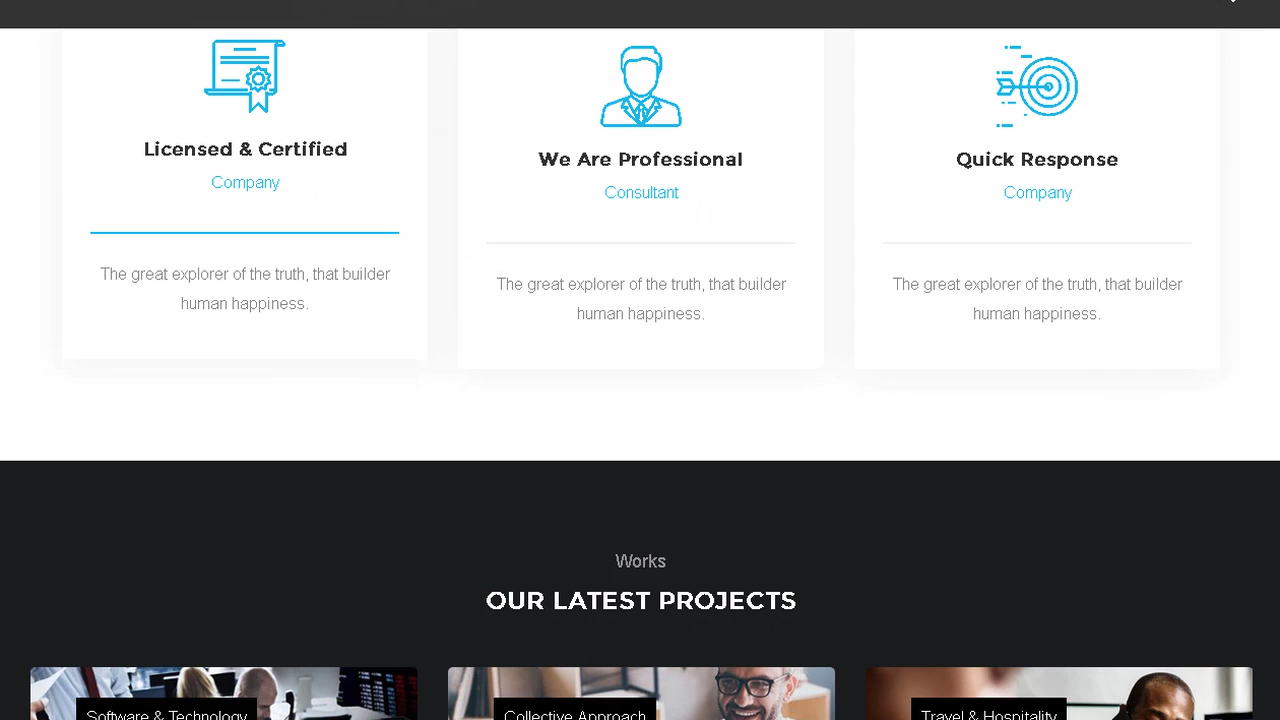 Licensed & Certified
Company
The great explorer of the truth, that builder
human happiness.
We Are Professional
Consultant
The great explorer of the truth, that builder
human happiness.
Quick Response
Company
The great explorer of the truth, that builder
human happiness.
Works
OUR LATEST PROJECTS
Software & Technology
Collective Approach
Travel & Hospitality